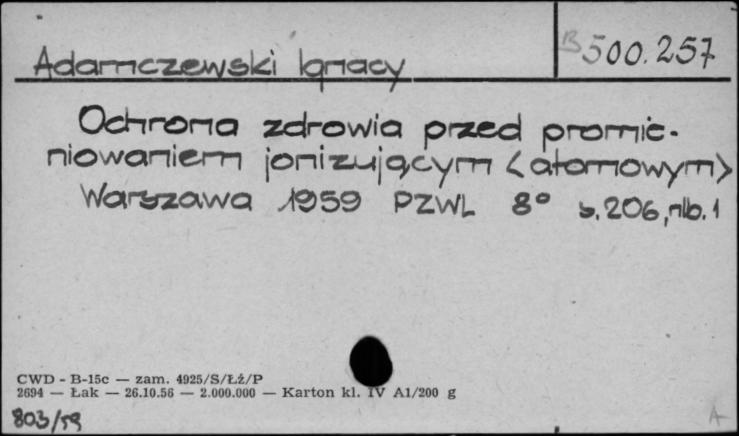 Adamczewski Ignacy
B 500.257
Ochrona zdrowia przed promie-
niowaniem jonizującym <atomowym>
Warszawa 1959 PZWL 8° s.206, nlb.1
CWD - B-15c — zam. 4925/S/Łż/P
2694 — Łak — 26.10.56 — 2.000.000 — Karton kl. IV A1/200 g
803/59
A